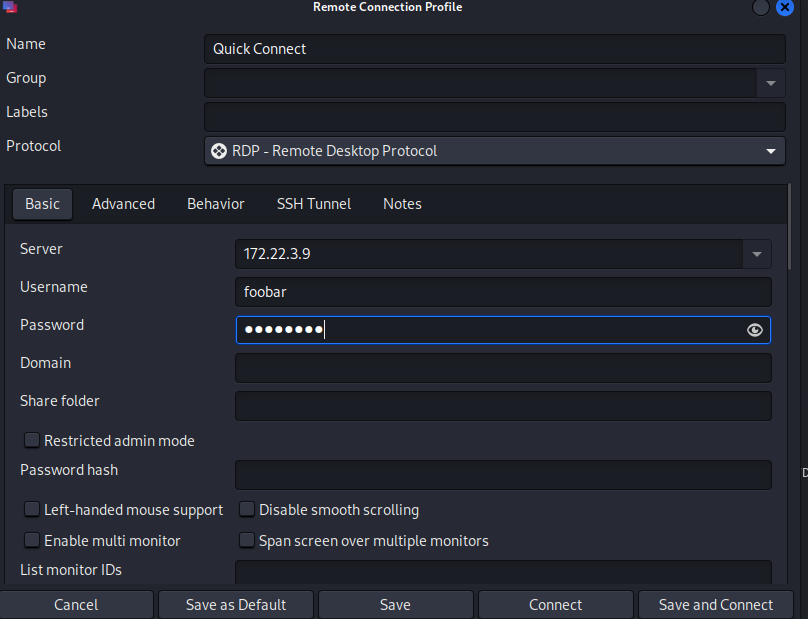 Remote Connection Profile
Name
Quick Connect
Group
Labels
Protocol
RDP - Remote Desktop Protocol
Basic Advanced Behavior SSH Tunnel Notes
Server
172.22.3.9
Username
foobar
Password
●●●●●●●●
Domain
Share folder
Restricted admin mode
Password hash
Left-handed mouse support Disable smooth scrolling
Enable multi monitor Span screen over multiple monitors
List monitor IDs
Cancel Save as Default Save Connect Save and Connect